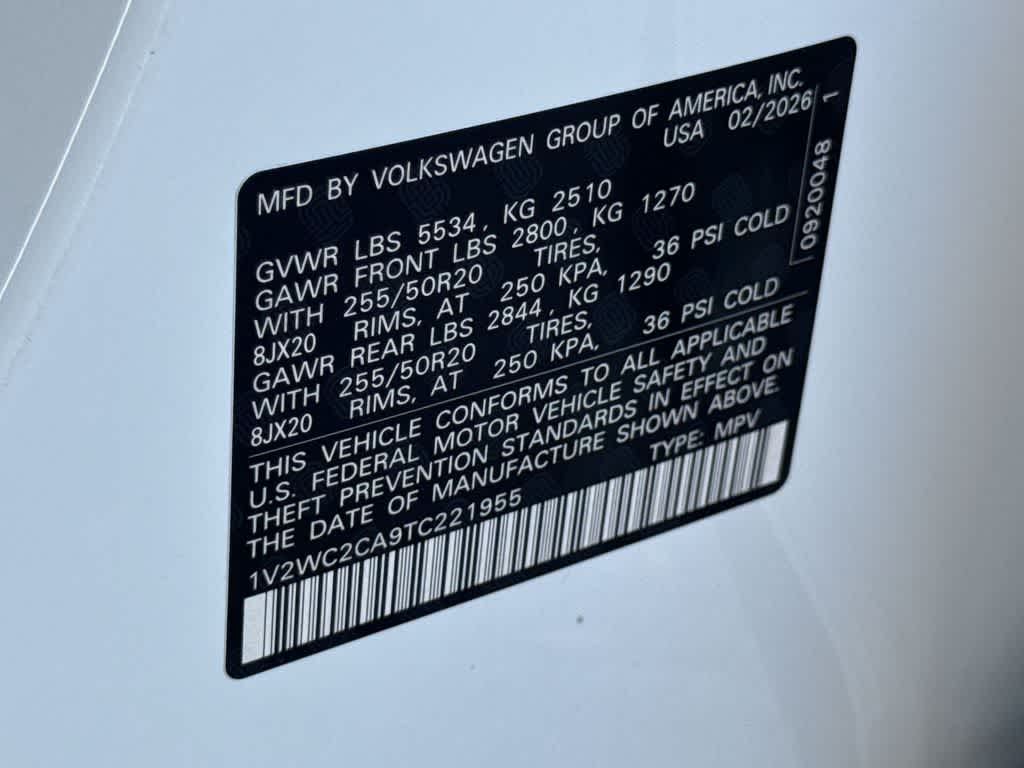 MFD BY VOLKSWAGEN GROUP OF AMERICA, INC.
USA 02/2026
GVWR LBS 5534, KG 2510
GAWR FRONT LBS 2800, KG 1270
WITH 255/50R20 TIRES,
8JX20 RIMS, AT 250 KPA, 36 PSI COLD
GAWR REAR LBS 2844, KG 1290
WITH 255/50R20 TIRES,
8JX20 RIMS, AT 250 KPA, 36 PSI COLD
THIS VEHICLE CONFORMS TO ALL APPLICABLE
U.S. FEDERAL MOTOR VEHICLE SAFETY AND
THEFT PREVENTION STANDARDS IN EFFECT ON
THE DATE OF MANUFACTURE SHOWN ABOVE.
1V2WC2CA9TC221955 TYPE: MPV
0920048 1